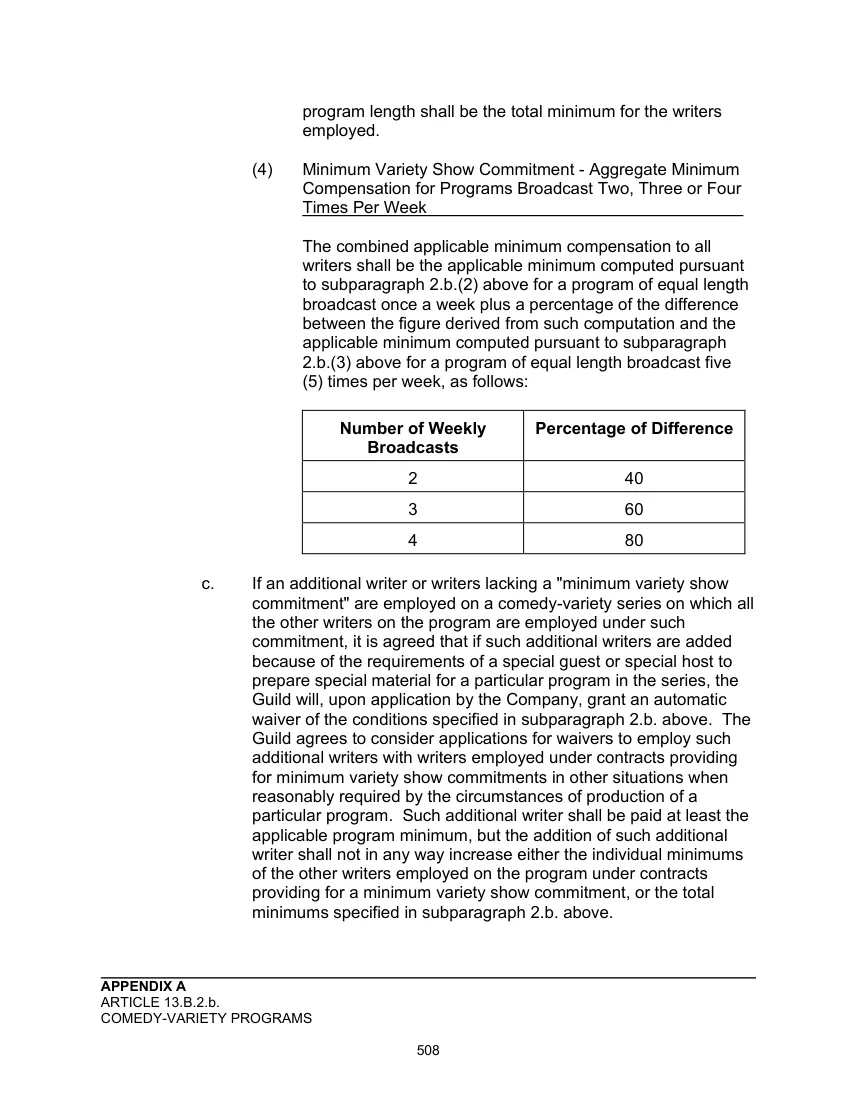 program length shall be the total minimum for the writers
employed.
(4) Minimum Variety Show Commitment - Aggregate Minimum
Compensation for Programs Broadcast Two, Three or Four
Times Per Week
The combined applicable minimum compensation to all
writers shall be the applicable minimum computed pursuant
to subparagraph 2.b.(2) above for a program of equal length
broadcast once a week plus a percentage of the difference
between the figure derived from such computation and the
applicable minimum computed pursuant to subparagraph
2.b.(3) above for a program of equal length broadcast five
(5) times per week, as follows:
Number of Weekly Percentage of Difference
Broadcasts
2 40
3 60
4 80
c. If an additional writer or writers lacking a "minimum variety show
commitment" are employed on a comedy-variety series on which all
the other writers on the program are employed under such
commitment, it is agreed that if such additional writers are added
because of the requirements of a special guest or special host to
prepare special material for a particular program in the series, the
Guild will, upon application by the Company, grant an automatic
waiver of the conditions specified in subparagraph 2.b. above.  The
Guild agrees to consider applications for waivers to employ such
additional writers with writers employed under contracts providing
for minimum variety show commitments in other situations when
reasonably required by the circumstances of production of a
particular program.  Such additional writer shall be paid at least the
applicable program minimum, but the addition of such additional
writer shall not in any way increase either the individual minimums
of the other writers employed on the program under contracts
providing for a minimum variety show commitment, or the total
minimums specified in subparagraph 2.b. above.
APPENDIX A
ARTICLE 13.B.2.b.
COMEDY-VARIETY PROGRAMS
508